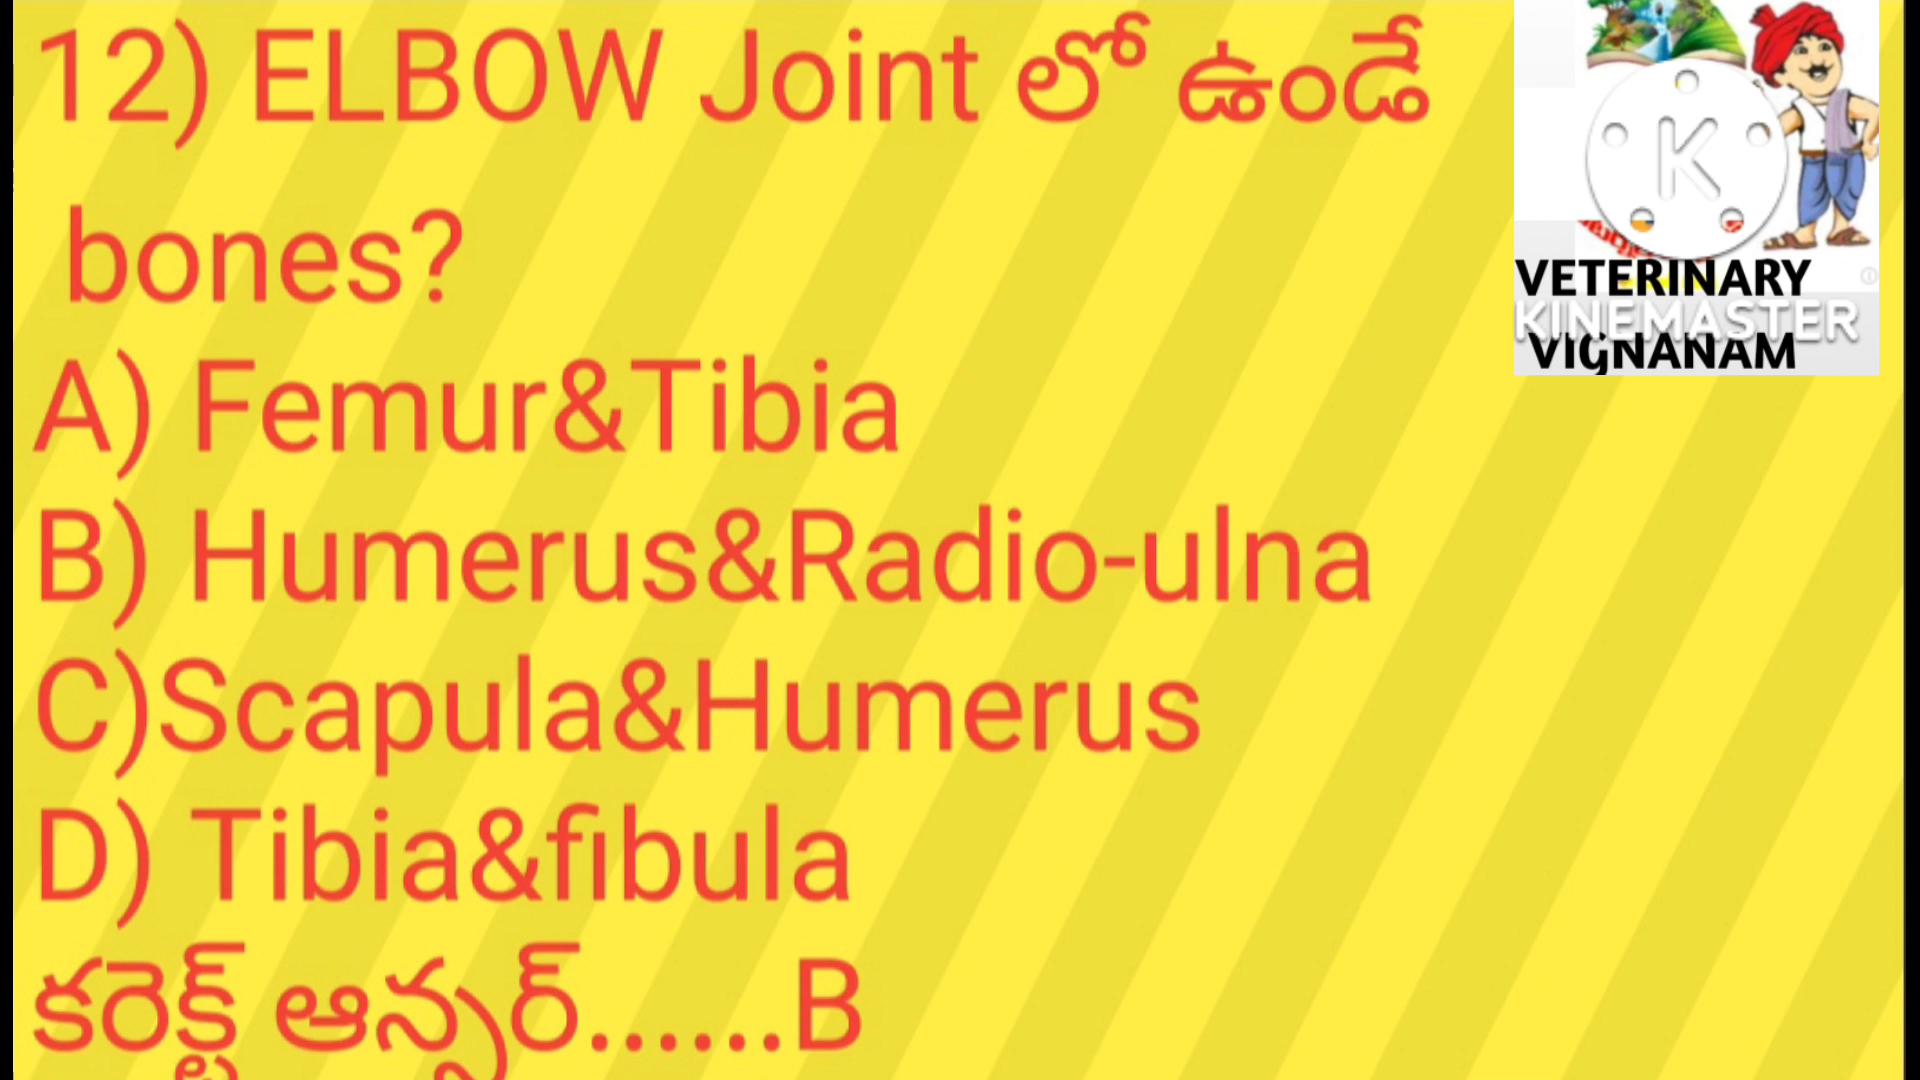 12) ELBOW Joint లో ఉండే
bones?
A) Femur&Tibia
B) Humerus&Radio-ulna
C)Scapula&Humerus
D) Tibia&fibula
కరెక్ట్ ఆన్సర్......B
K
VETERINARY
KINEMASTER
VIGNANAM